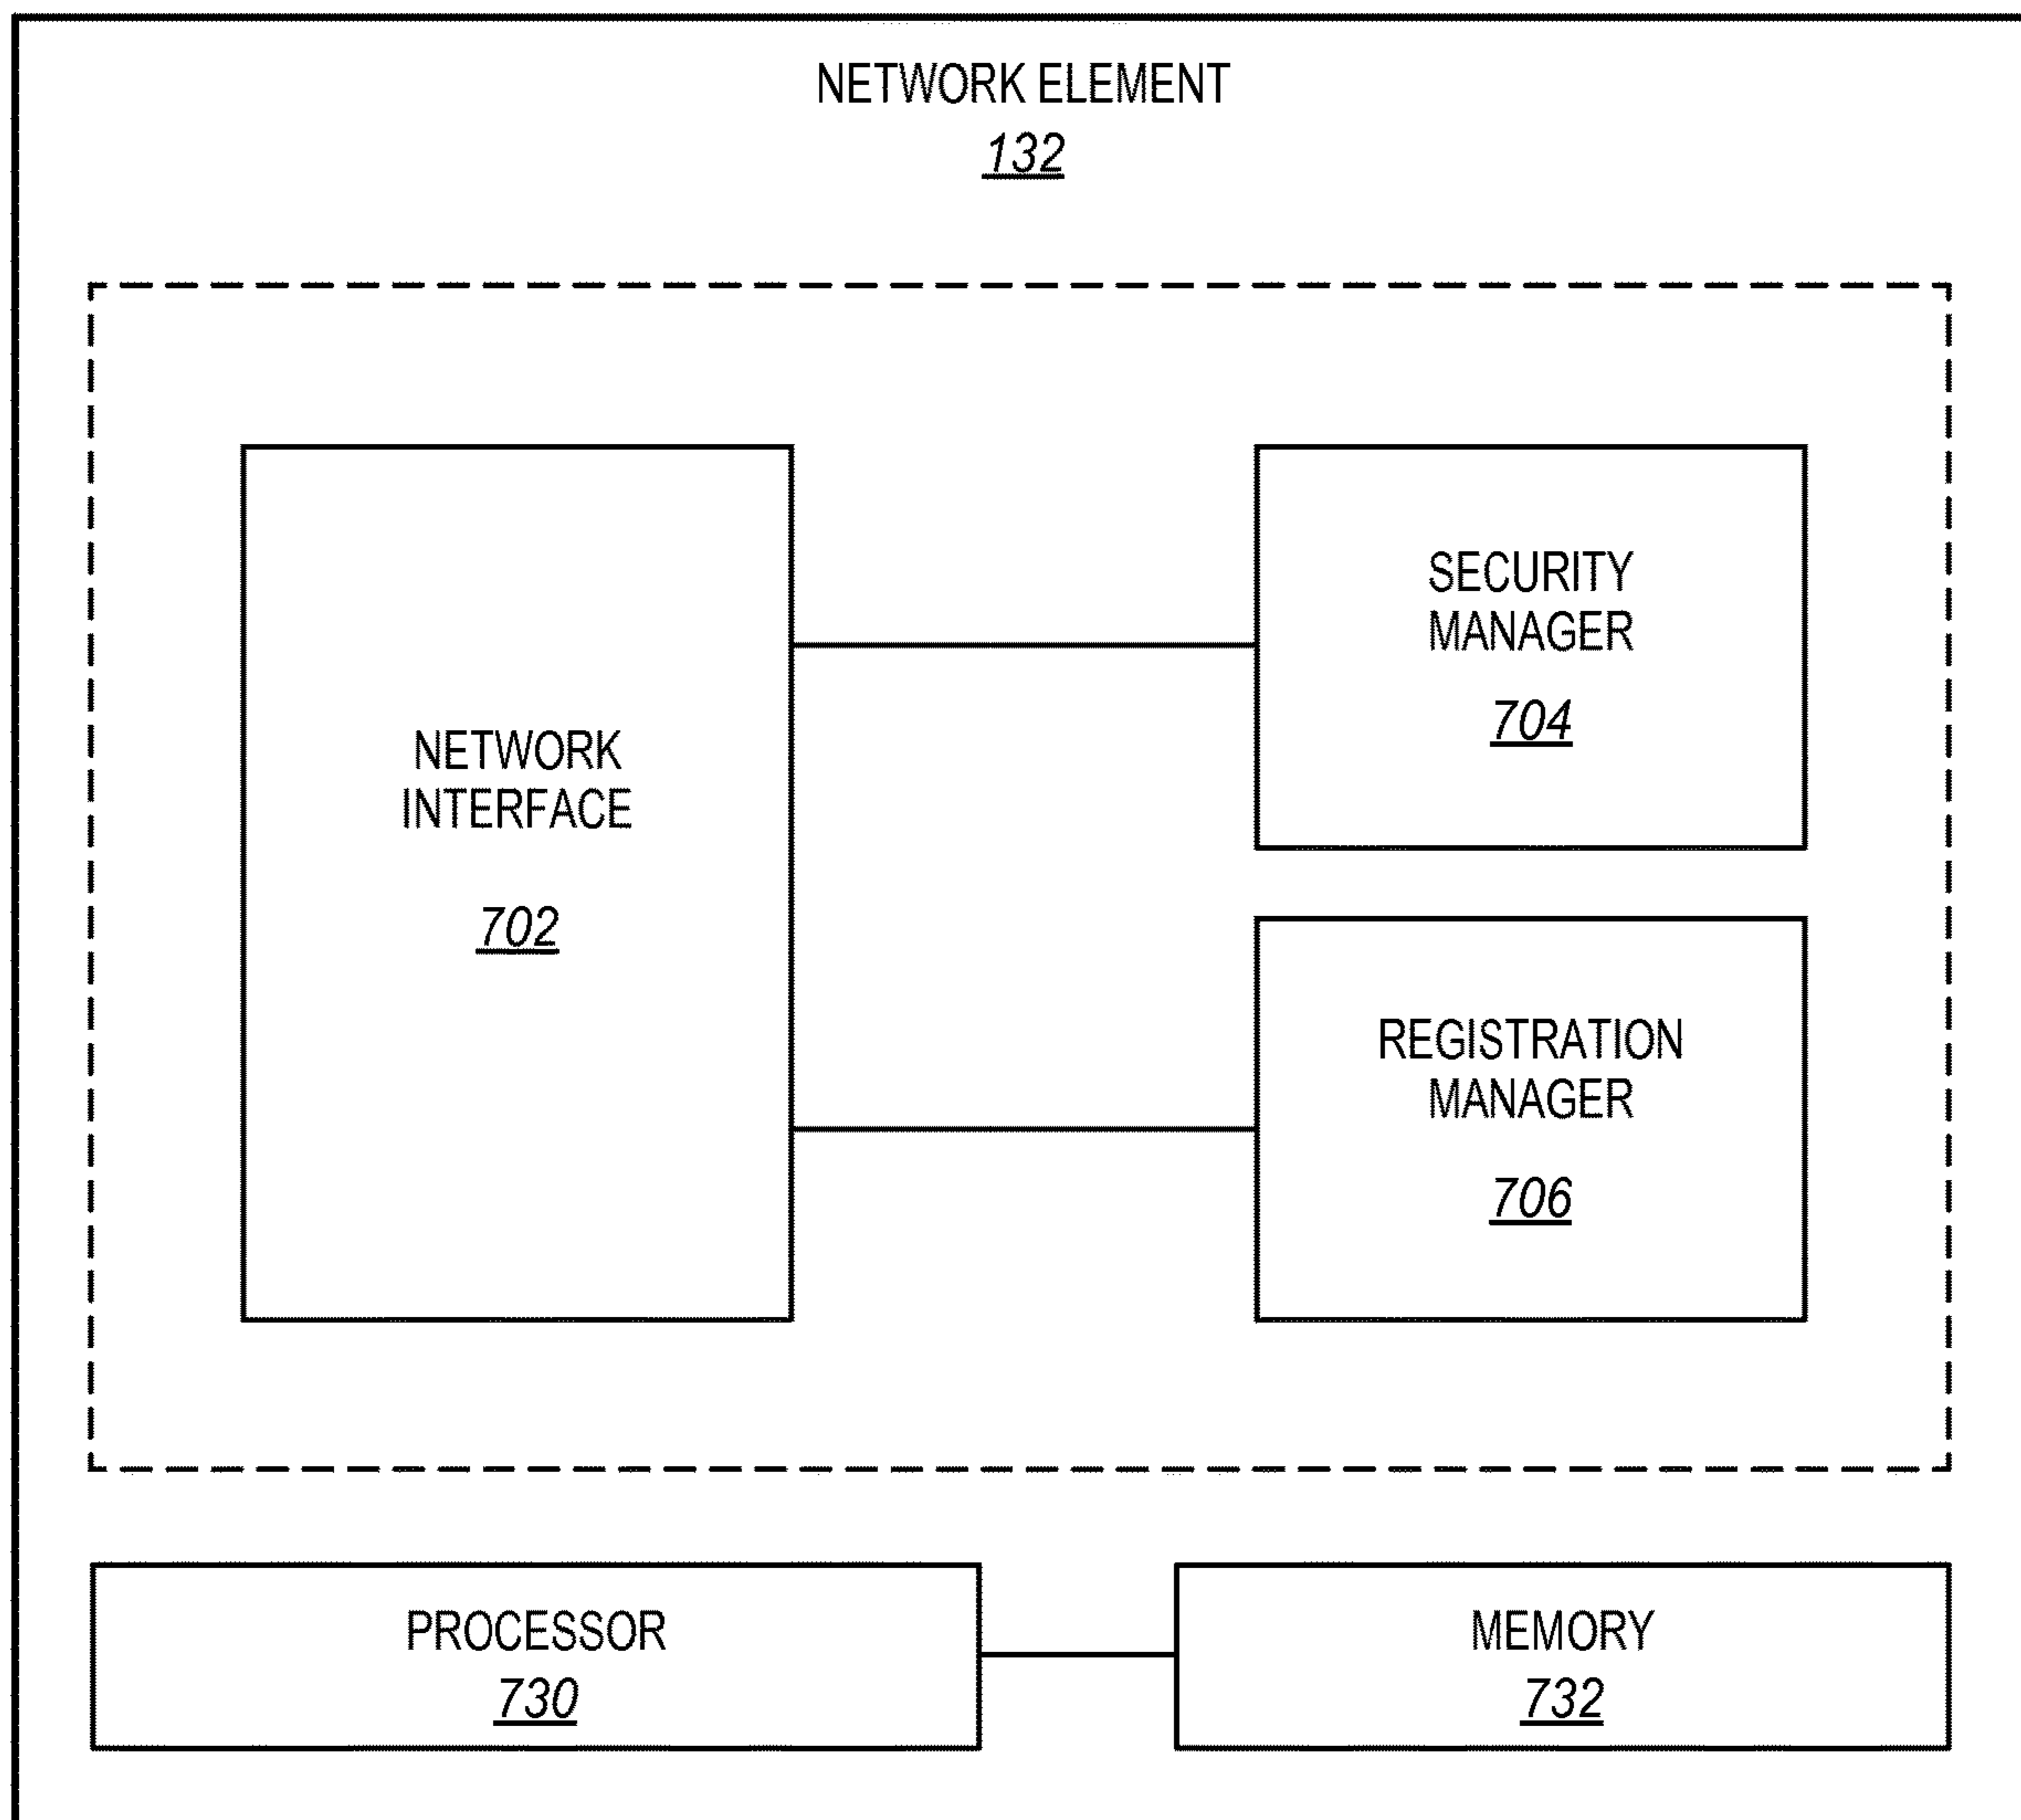 NETWORK ELEMENT
132
NETWORK
INTERFACE
702
SECURITY
MANAGER
704
REGISTRATION
MANAGER
706
PROCESSOR
730
MEMORY
732